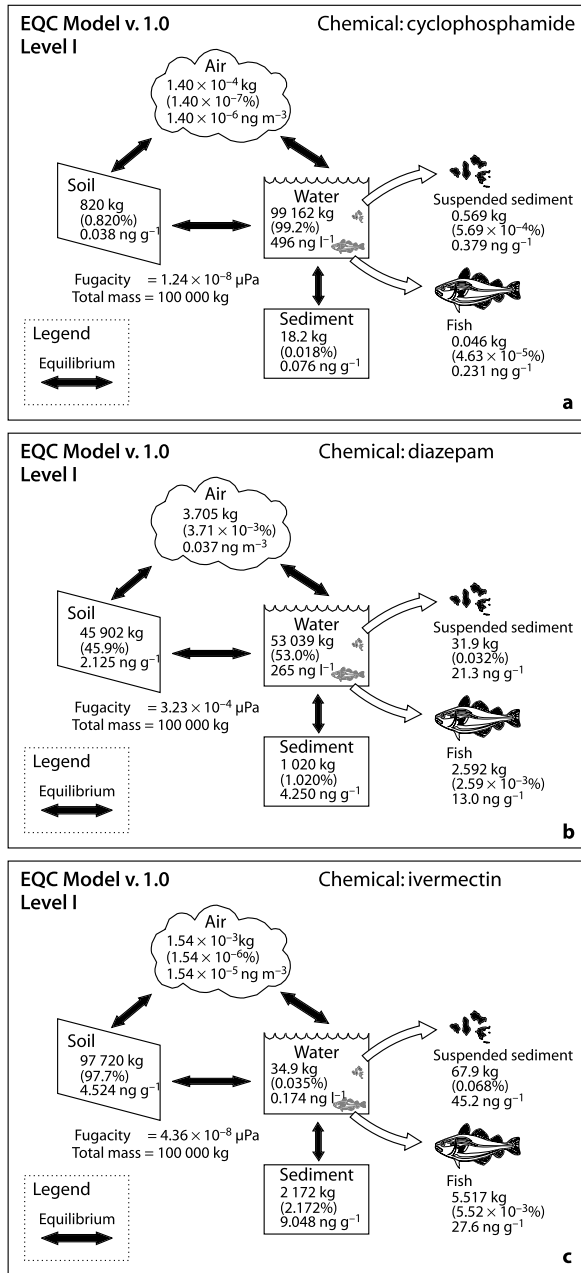 EQC Model v. 1.0
Level I
Chemical: cyclophosphamide
Air
1.40 × 10⁻⁴ kg
(1.40 × 10⁻⁷%)
1.40 × 10⁻⁶ ng m⁻³
Soil
820 kg
(0.820%)
0.038 ng g⁻¹
Water
99 162 kg
(99.2%)
496 ng l⁻¹
Suspended sediment
0.569 kg
(5.69 × 10⁻⁴%)
0.379 ng g⁻¹
Fugacity = 1.24 × 10⁻⁸ µPa
Total mass = 100 000 kg
Sediment
18.2 kg
(0.018%)
0.076 ng g⁻¹
Fish
0.046 kg
(4.63 × 10⁻⁵%)
0.231 ng g⁻¹
Legend
Equilibrium
a
EQC Model v. 1.0
Level I
Chemical: diazepam
Air
3.705 kg
(3.71 × 10⁻³%)
0.037 ng m⁻³
Soil
45 902 kg
(45.9%)
2.125 ng g⁻¹
Water
53 039 kg
(53.0%)
265 ng l⁻¹
Suspended sediment
31.9 kg
(0.032%)
21.3 ng g⁻¹
Fugacity = 3.23 × 10⁻⁴ µPa
Total mass = 100 000 kg
Sediment
1 020 kg
(1.020%)
4.250 ng g⁻¹
Fish
2.592 kg
(2.59 × 10⁻³%)
13.0 ng g⁻¹
Legend
Equilibrium
b
EQC Model v. 1.0
Level I
Chemical: ivermectin
Air
1.54 × 10⁻³kg
(1.54 × 10⁻⁶%)
1.54 × 10⁻⁵ ng m⁻³
Soil
97 720 kg
(97.7%)
4.524 ng g⁻¹
Water
34.9 kg
(0.035%)
0.174 ng l⁻¹
Suspended sediment
67.9 kg
(0.068%)
45.2 ng g⁻¹
Fugacity = 4.36 × 10⁻⁸ µPa
Total mass = 100 000 kg
Sediment
2 172 kg
(2.172%)
9.048 ng g⁻¹
Fish
5.517 kg
(5.52 × 10⁻³%)
27.6 ng g⁻¹
Legend
Equilibrium
c